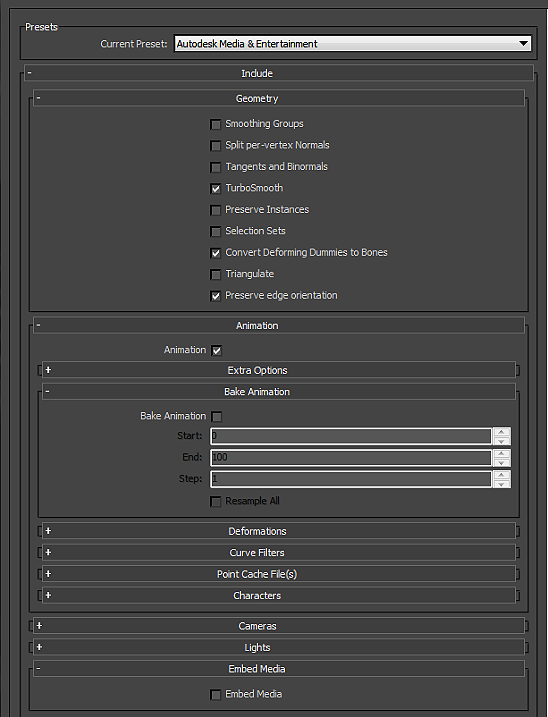 Presets
Current Preset: Autodesk Media & Entertainment
- Include
- Geometry
Smoothing Groups
Split per-vertex Normals
Tangents and Binormals
TurboSmooth
Preserve Instances
Selection Sets
Convert Deforming Dummies to Bones
Triangulate
Preserve edge orientation
- Animation
Animation
+ Extra Options
- Bake Animation
Bake Animation
Start: 0
End: 100
Step: 1
Resample All
+ Deformations
+ Curve Filters
+ Point Cache File(s)
+ Characters
+ Cameras
+ Lights
- Embed Media
Embed Media